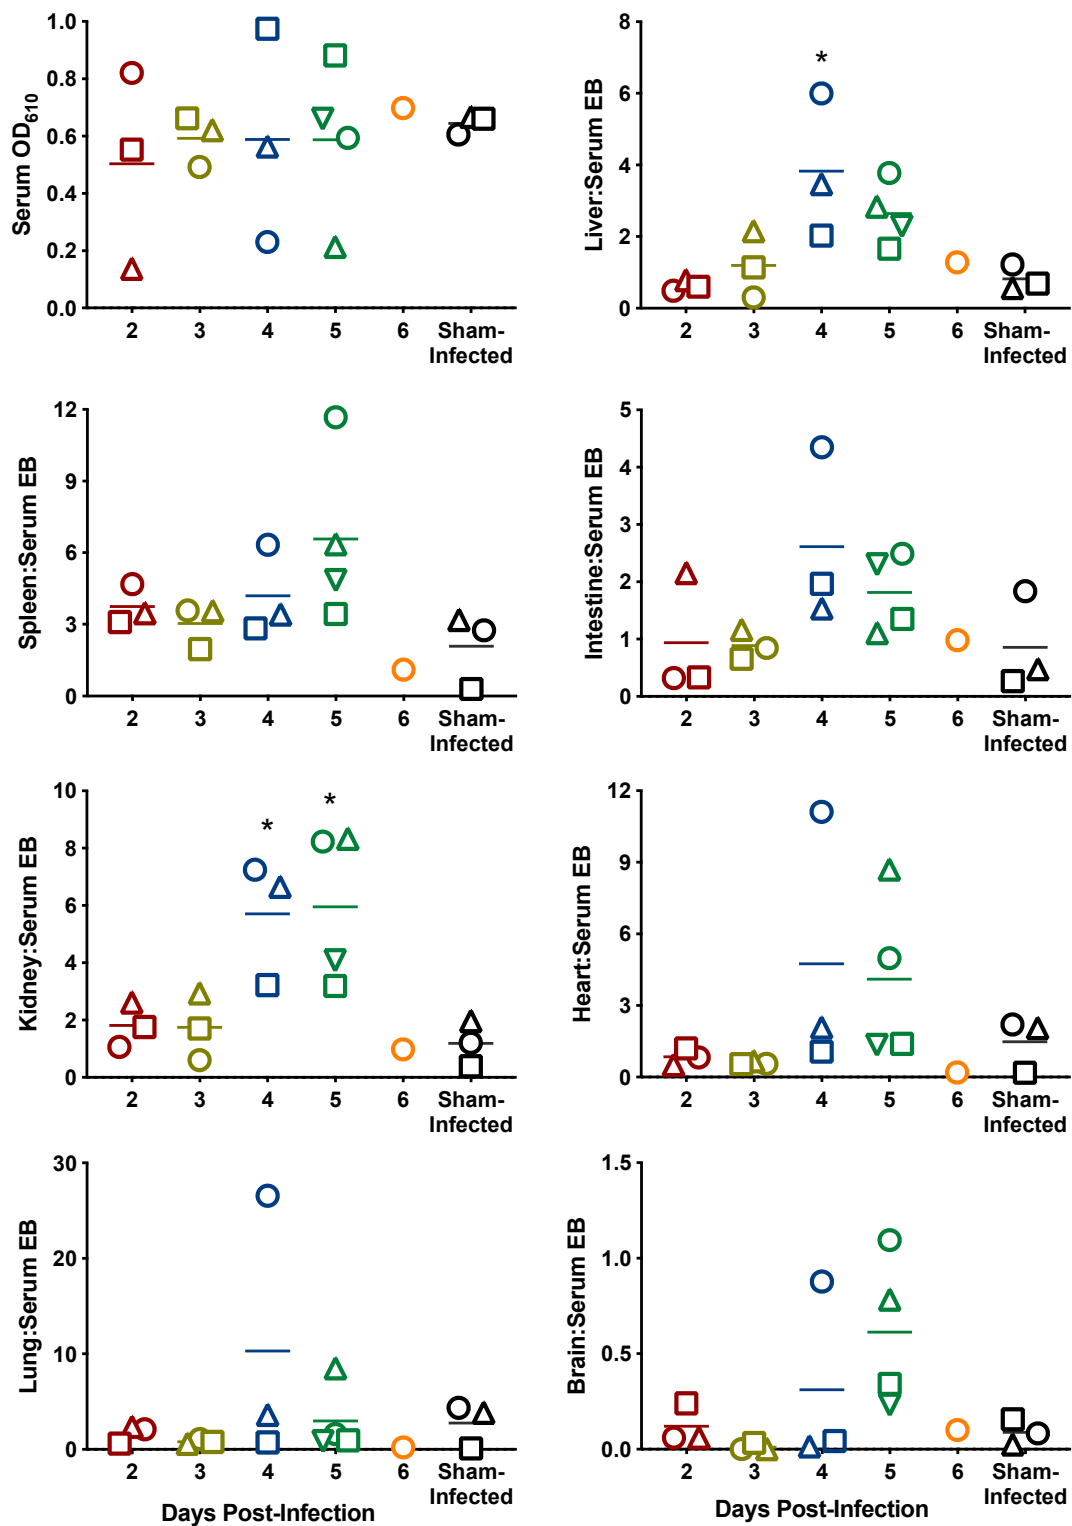 Serum OD610
1.0
0.8
0.6
0.4
0.2
0.0
2 3 4 5 6 Sham-
Infected
Liver:Serum EB
8
6
4
2
0
*
2 3 4 5 6 Sham-
Infected
Spleen:Serum EB
12
9
6
3
0
2 3 4 5 6 Sham-
Infected
Intestine:Serum EB
5
4
3
2
1
0
2 3 4 5 6 Sham-
Infected
Kidney:Serum EB
10
8
6
4
2
0
* *
2 3 4 5 6 Sham-
Infected
Heart:Serum EB
12
9
6
3
0
2 3 4 5 6 Sham-
Infected
Lung:Serum EB
30
20
10
0
2 3 4 5 6 Sham-
Infected
Days Post-Infection
Brain:Serum EB
1.5
1.0
0.5
0.0
2 3 4 5 6 Sham-
Infected
Days Post-Infection